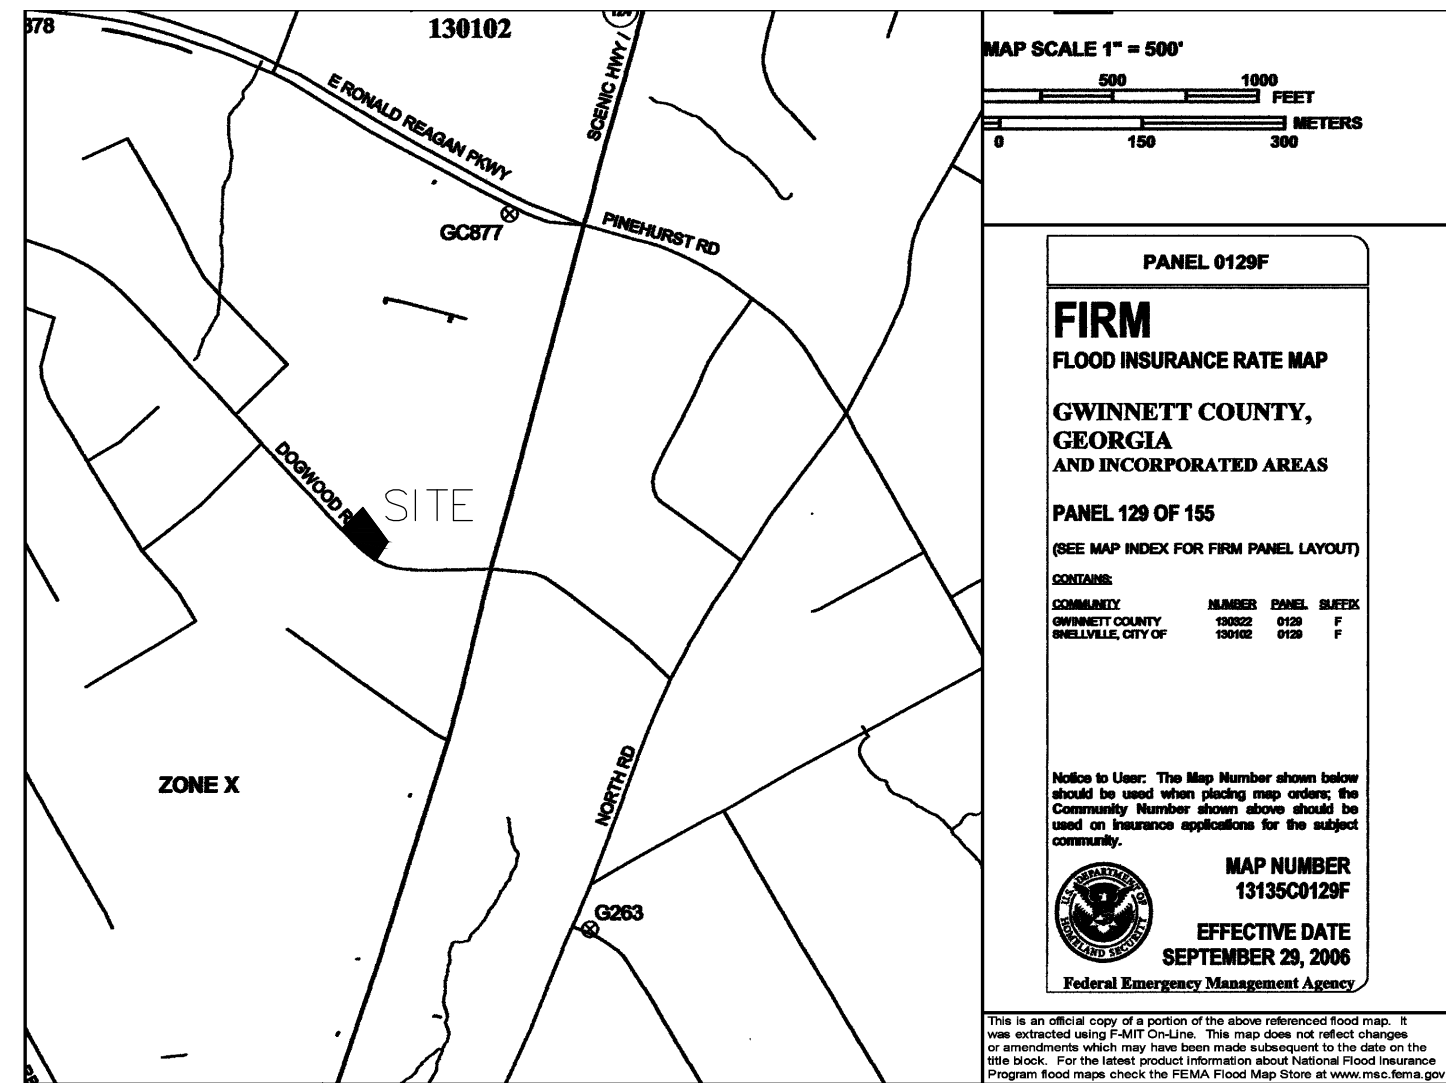 378
130102
124
SCENIC HWY /
E RONALD REAGAN PKWY
GC877
PINEHURST RD
DOGWOOD R
SITE
ZONE X
NORTH RD
G263
MAP SCALE 1" = 500'
500 1000
FEET
METERS
0 150 300
PANEL 0129F
FIRM
FLOOD INSURANCE RATE MAP
GWINNETT COUNTY,
GEORGIA
AND INCORPORATED AREAS
PANEL 129 OF 155
(SEE MAP INDEX FOR FIRM PANEL LAYOUT)
CONTAINS:
COMMUNITY NUMBER PANEL SUFFIX
GWINNETT COUNTY 130322 0129 F
SNELLVILLE, CITY OF 130102 0129 F
Notice to User: The Map Number shown below
should be used when placing map orders; the
Community Number shown above should be
used on insurance applications for the subject
community.
U.S. DEPARTMENT OF
HOMELAND SECURITY
MAP NUMBER
13135C0129F
EFFECTIVE DATE
SEPTEMBER 29, 2006
Federal Emergency Management Agency
This is an official copy of a portion of the above referenced flood map. It
was extracted using F-MIT On-Line. This map does not reflect changes
or amendments which may have been made subsequent to the date on the
title block. For the latest product information about National Flood Insurance
Program flood maps check the FEMA Flood Map Store at www.msc.fema.gov